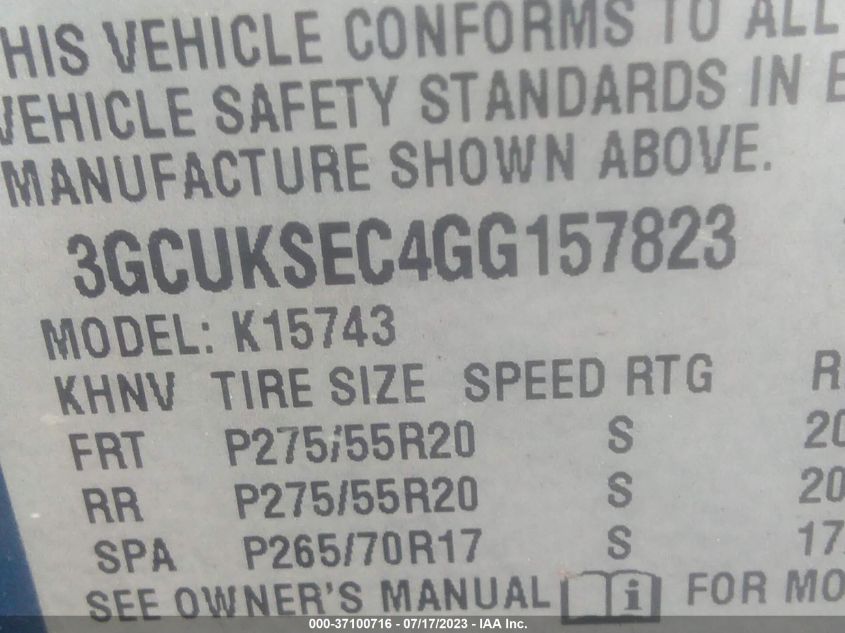 HIS VEHICLE CONFORMS TO ALL
VEHICLE SAFETY STANDARDS IN E
MANUFACTURE SHOWN ABOVE.
3GCUKSEC4GG157823
MODEL: K15743
KHNV TIRE SIZE SPEED RTG R
FRT P275/55R20 S 20
RR P275/55R20 S 20
SPA P265/70R17 S 17
SEE OWNER'S MANUAL i FOR MO
000-37100716 - 07/17/2023 - IAA Inc.